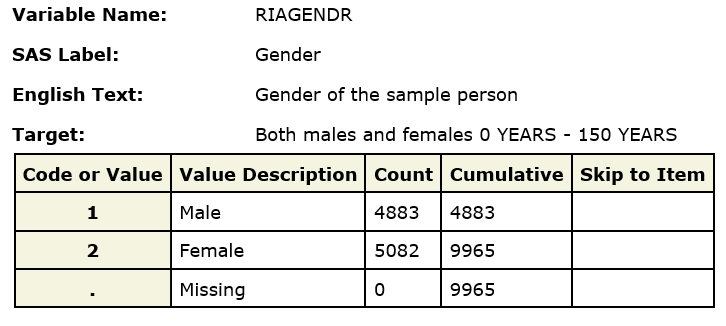 Variable Name: RIAGENDR
SAS Label: Gender
English Text: Gender of the sample person
Target: Both males and females 0 YEARS - 150 YEARS
Code or Value Value Description Count Cumulative Skip to Item
1 Male 4883 4883
2 Female 5082 9965
. Missing 0 9965